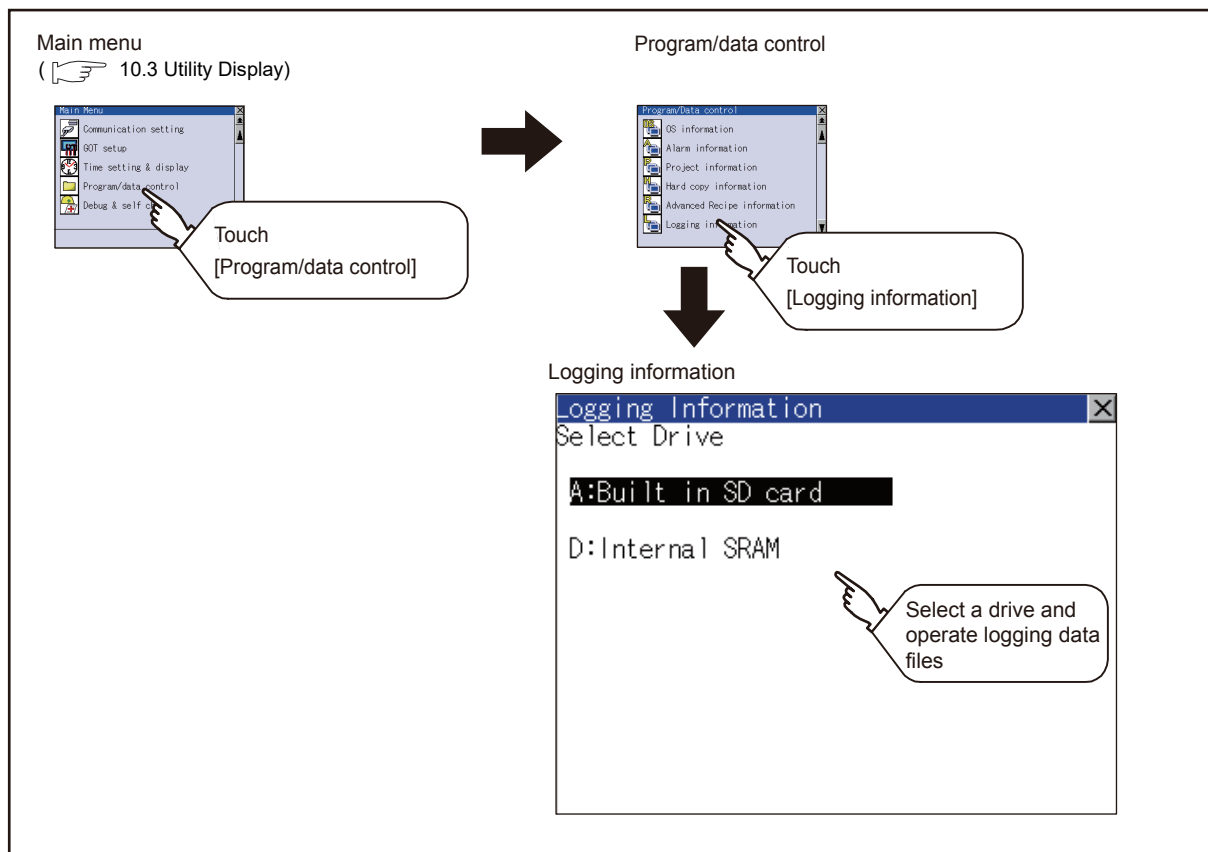 Main menu
( 10.3 Utility Display)
Main Menu
Communication setting
GOT setup
Time setting & display
Program/data control
Debug & self
Touch
[Program/data control]
Program/data control
Program/Data control
OS information
Alarm information
Project information
Hard copy information
Advanced Recipe information
Logging information
Touch
[Logging information]
Logging information
Logging Information
Select Drive
A:Built in SD card
D:Internal SRAM
Select a drive and
operate logging data
files